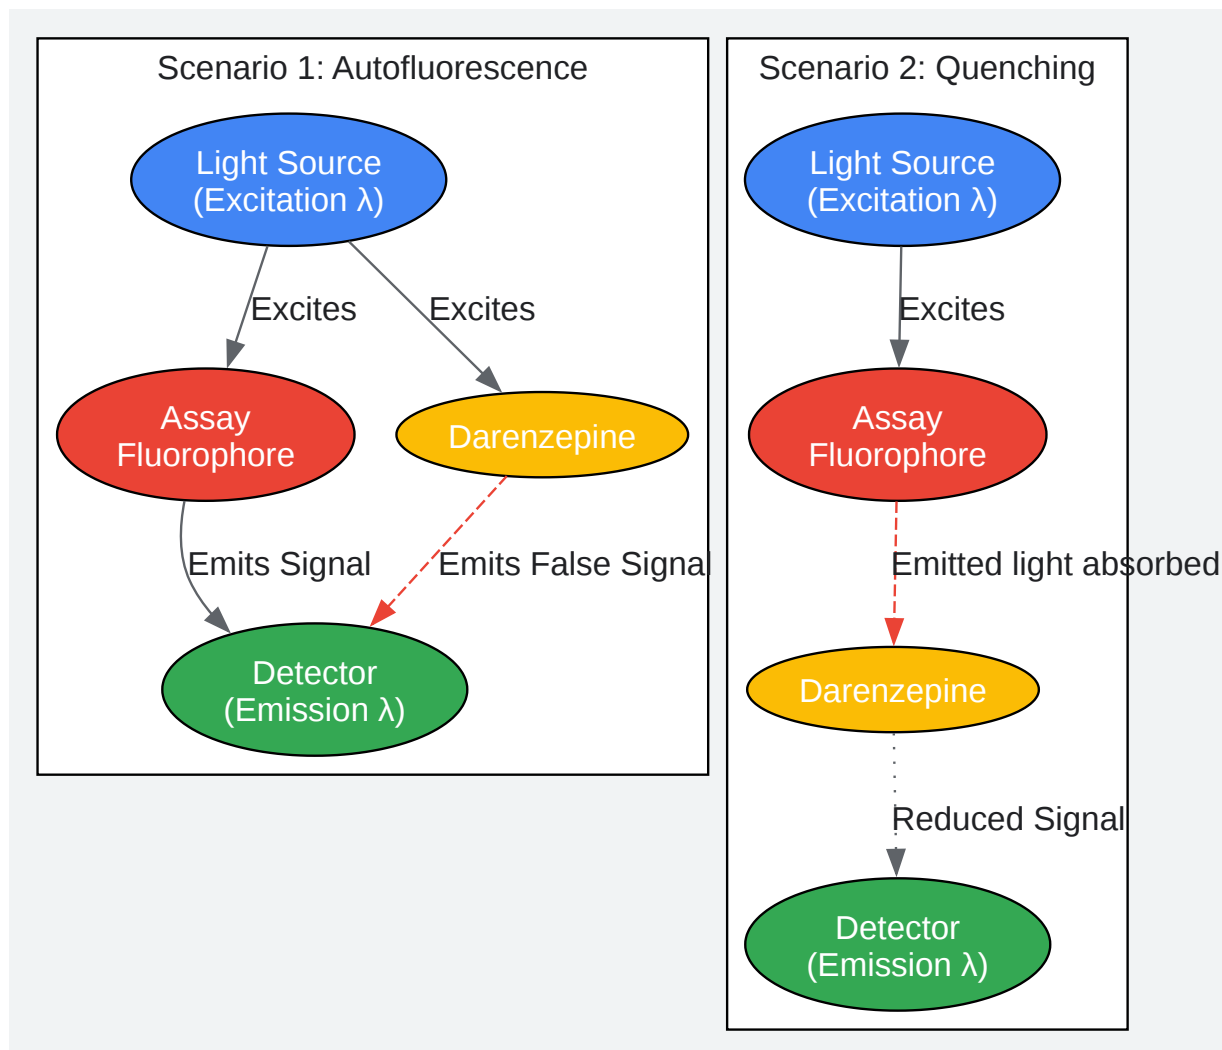 Scenario 1: Autofluorescence
Light Source
(Excitation λ)
Excites
Excites
Assay
Fluorophore
Darenzepine
Emits Signal
Emits False Signal
Detector
(Emission λ)
Scenario 2: Quenching
Light Source
(Excitation λ)
Excites
Assay
Fluorophore
Emitted light absorbed
Darenzepine
Reduced Signal
Detector
(Emission λ)